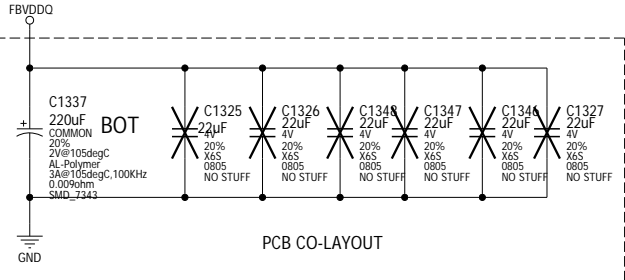 FBVDDQ
C1337
220uF
COMMON
20%
2V@105degC
AL-Polymer
3A@105degC,100KHz
0.009ohm
SMD_7343
+
BOT
C1325
22uF
4V
20%
X6S
0805
NO STUFF
C1326
22uF
4V
20%
X6S
0805
NO STUFF
C1348
22uF
4V
20%
X6S
0805
NO STUFF
C1347
22uF
4V
20%
X6S
0805
NO STUFF
C1346
22uF
4V
20%
X6S
0805
NO STUFF
C1327
22uF
4V
20%
X6S
0805
NO STUFF
GND
PCB CO-LAYOUT